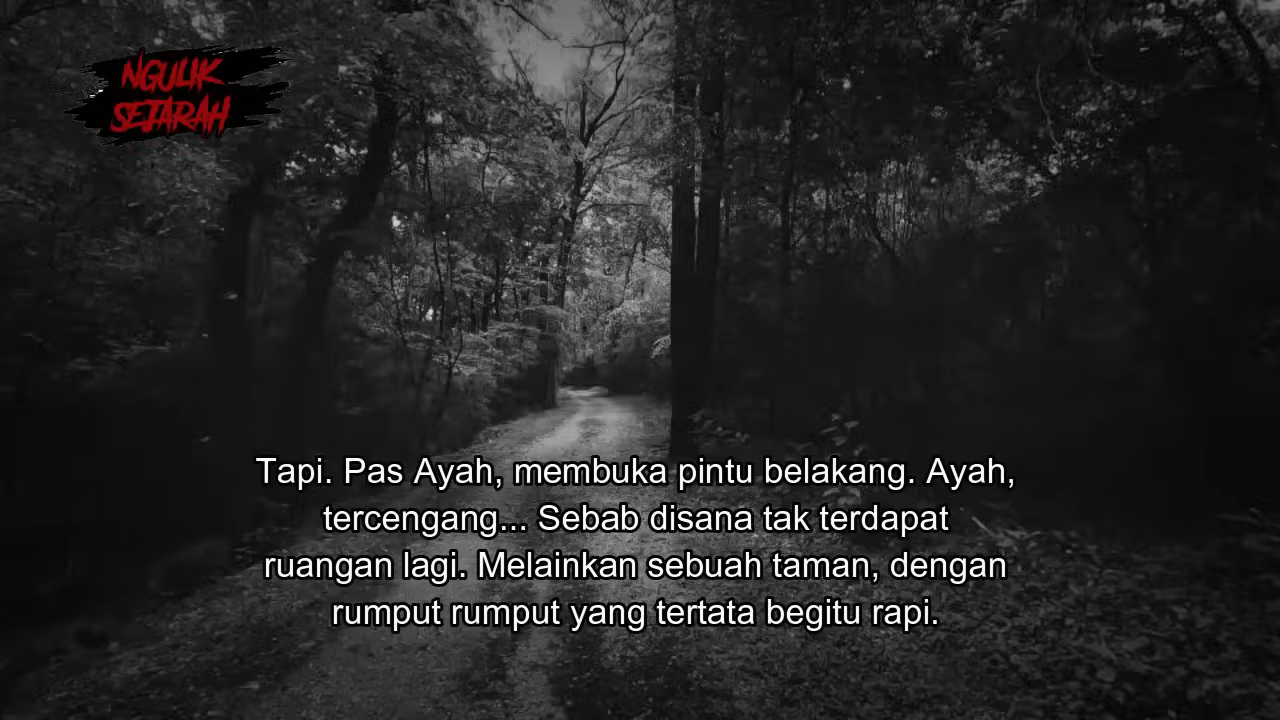 NGULIK
SEJARAH
Tapi. Pas Ayah, membuka pintu belakang. Ayah,
tercengang... Sebab disana tak terdapat
ruangan lagi. Melainkan sebuah taman, dengan
rumput rumput yang tertata begitu rapi.